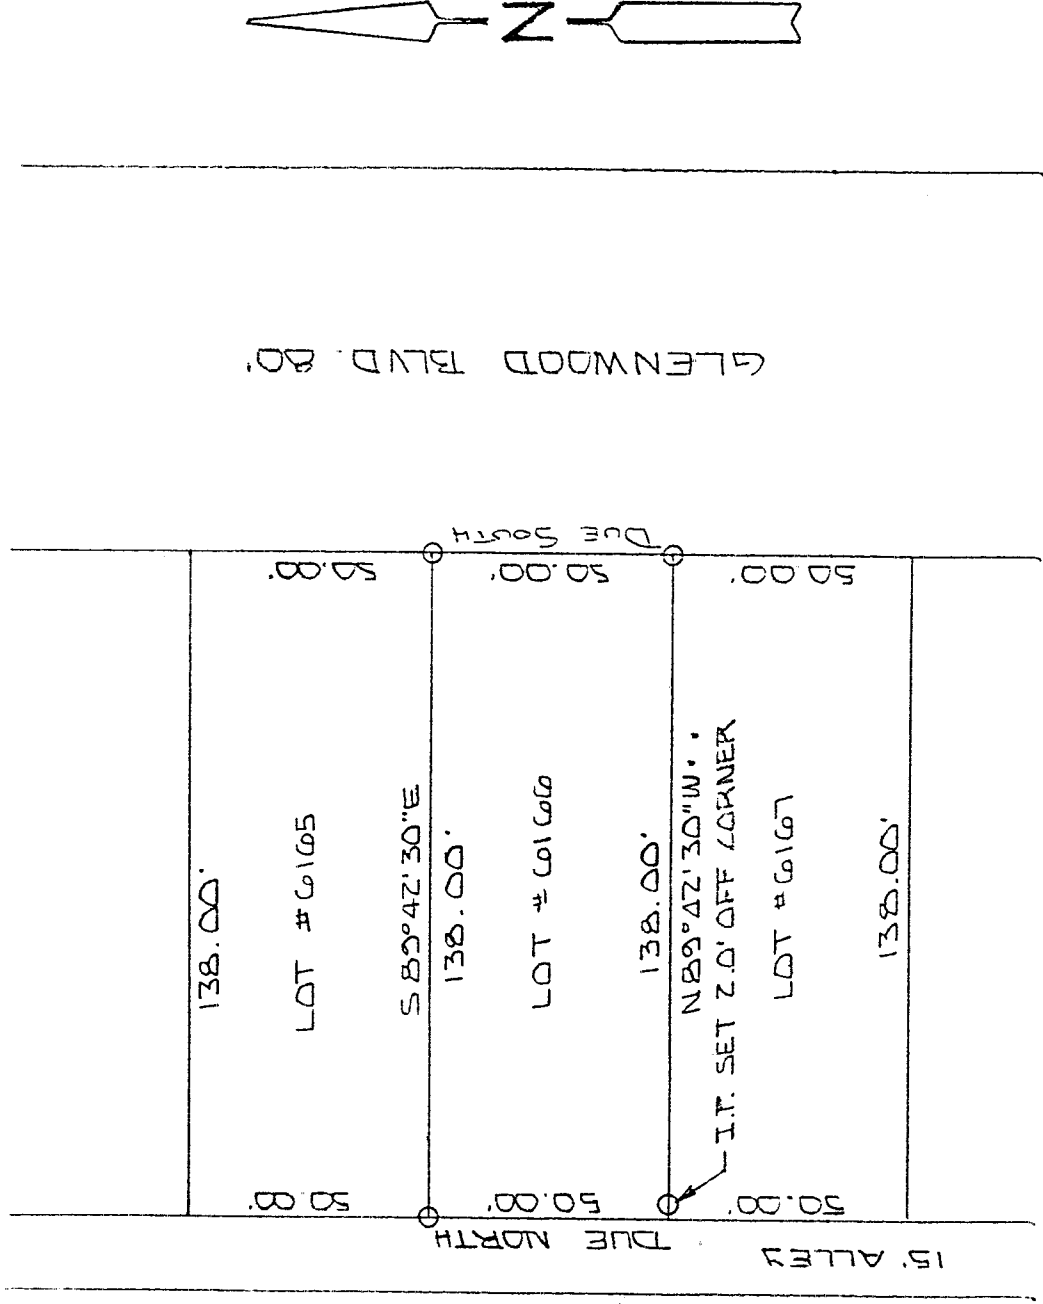 N
GLENWOOD BLVD. 80'
DUE SOUTH
50.00'
50.00'
50.00'
138.00'
LOT #6165
S89°42'30"E
138.00'
LOT #6166
138.00'
N89°42'30"W
I.P. SET 2.0' OFF CORNER
LOT #6167
138.00'
50.00'
50.00'
50.00'
DUE NORTH
15' ALLEY